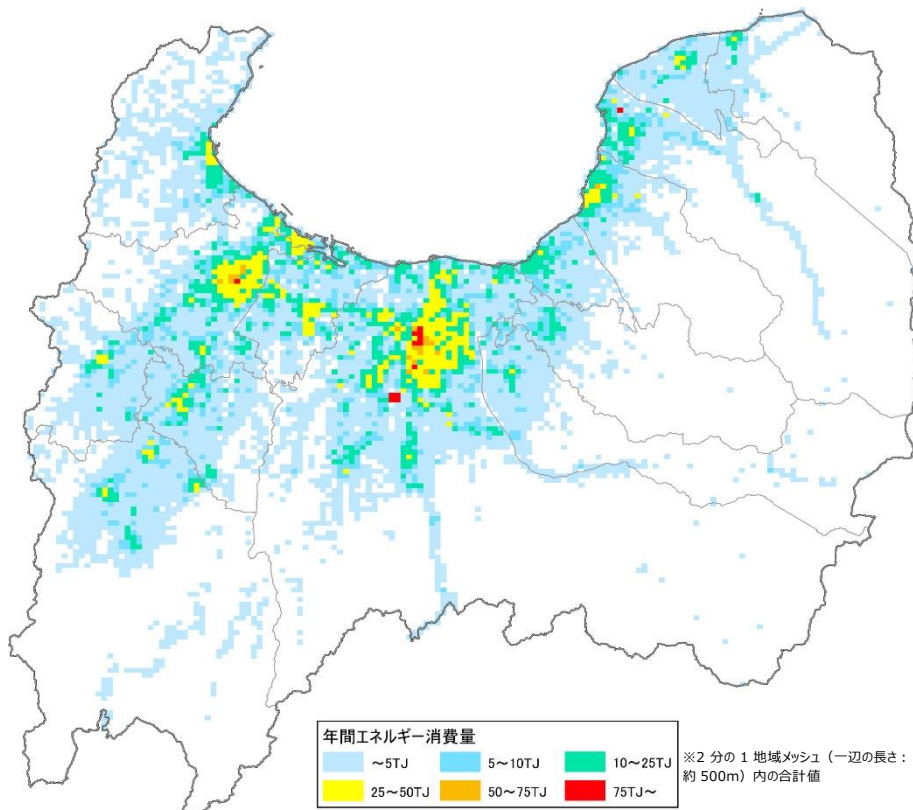 年間エネルギー消費量
～5TJ 5～10TJ 10～25TJ
25～50TJ 50～75TJ 75TJ～
※2 分の 1 地域メッシュ（一辺の長さ：
約 500m）内の合計値